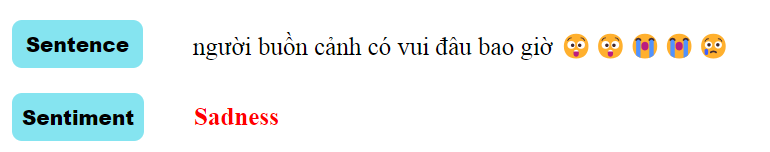 Sentence người buồn cảnh có vui đâu bao giờ 😲 😲 😭 😭 😢
Sentiment Sadness